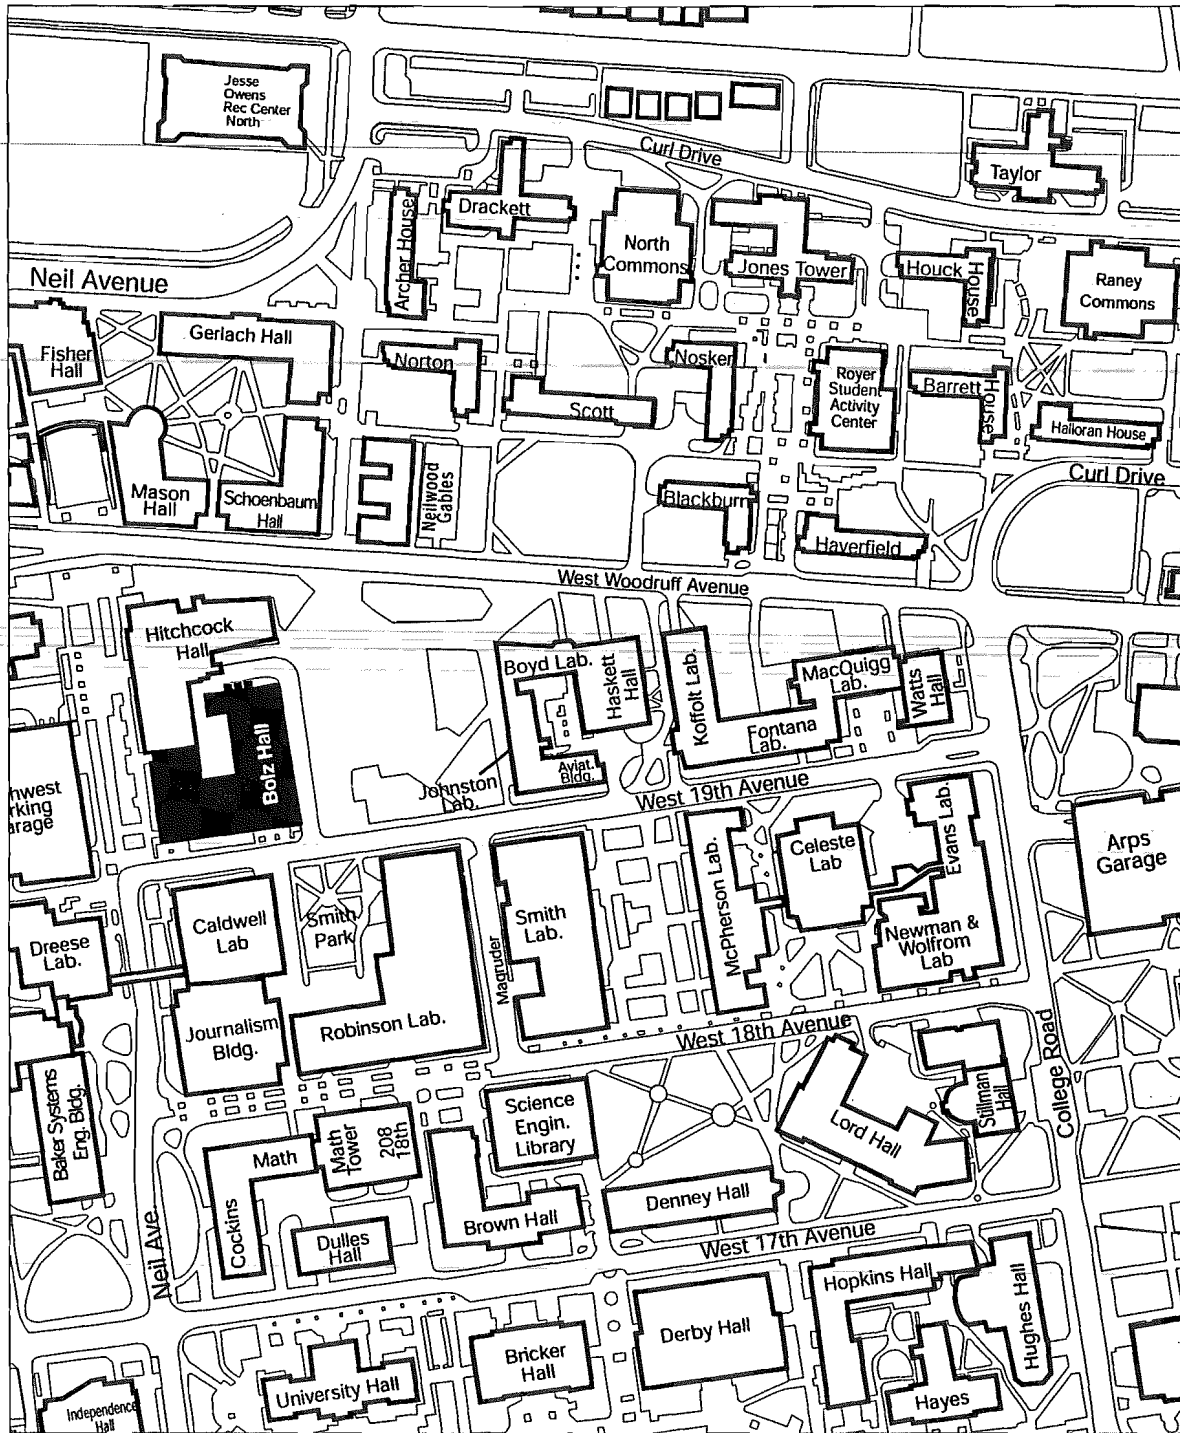 Jesse
Owens
Rec Center
North
Curl Drive
Taylor
Drackett
Archer House
North
Commons
Jones Tower
Houck
House
Raney
Commons
Neil Avenue
Gerlach Hall
Fisher
Hall
Norton
Scott
Nosker
Royer
Student
Activity
Center
Barrett
House
Halloran House
Curl Drive
Mason
Hall
Schoenbaum
Hall
Neilwood
Gables
Blackburn
Haverfield
West Woodruff Avenue
Hitchcock
Hall
Boyd Lab.
Haskett
Hall
Koffolt Lab.
MacQuigg
Lab.
Watts
Hall
Fontana
Lab.
Bolz Hall
Johnston
Lab.
Aviat.
Bldg.
West 19th Avenue
hwest
rking
arage
McPherson Lab.
Celeste
Lab
Evans Lab.
Arps
Garage
Caldwell
Lab
Smith
Park
Smith
Lab.
Magruder
Newman &
Wolfrom
Lab
Dreese
Lab.
Journalism
Bldg.
Robinson Lab.
West 18th Avenue
College Road
Baker Systems
Eng. Bldg.
Science
Engin.
Library
Stillman
Hall
Lord Hall
Math
Math
Tower
208
18th
Cockins
Denney Hall
Brown Hall
Dulles
Hall
Neil Ave.
West 17th Avenue
Hopkins Hall
Hughes Hall
Derby Hall
Bricker
Hall
University Hall
Hayes
Independence
Hall